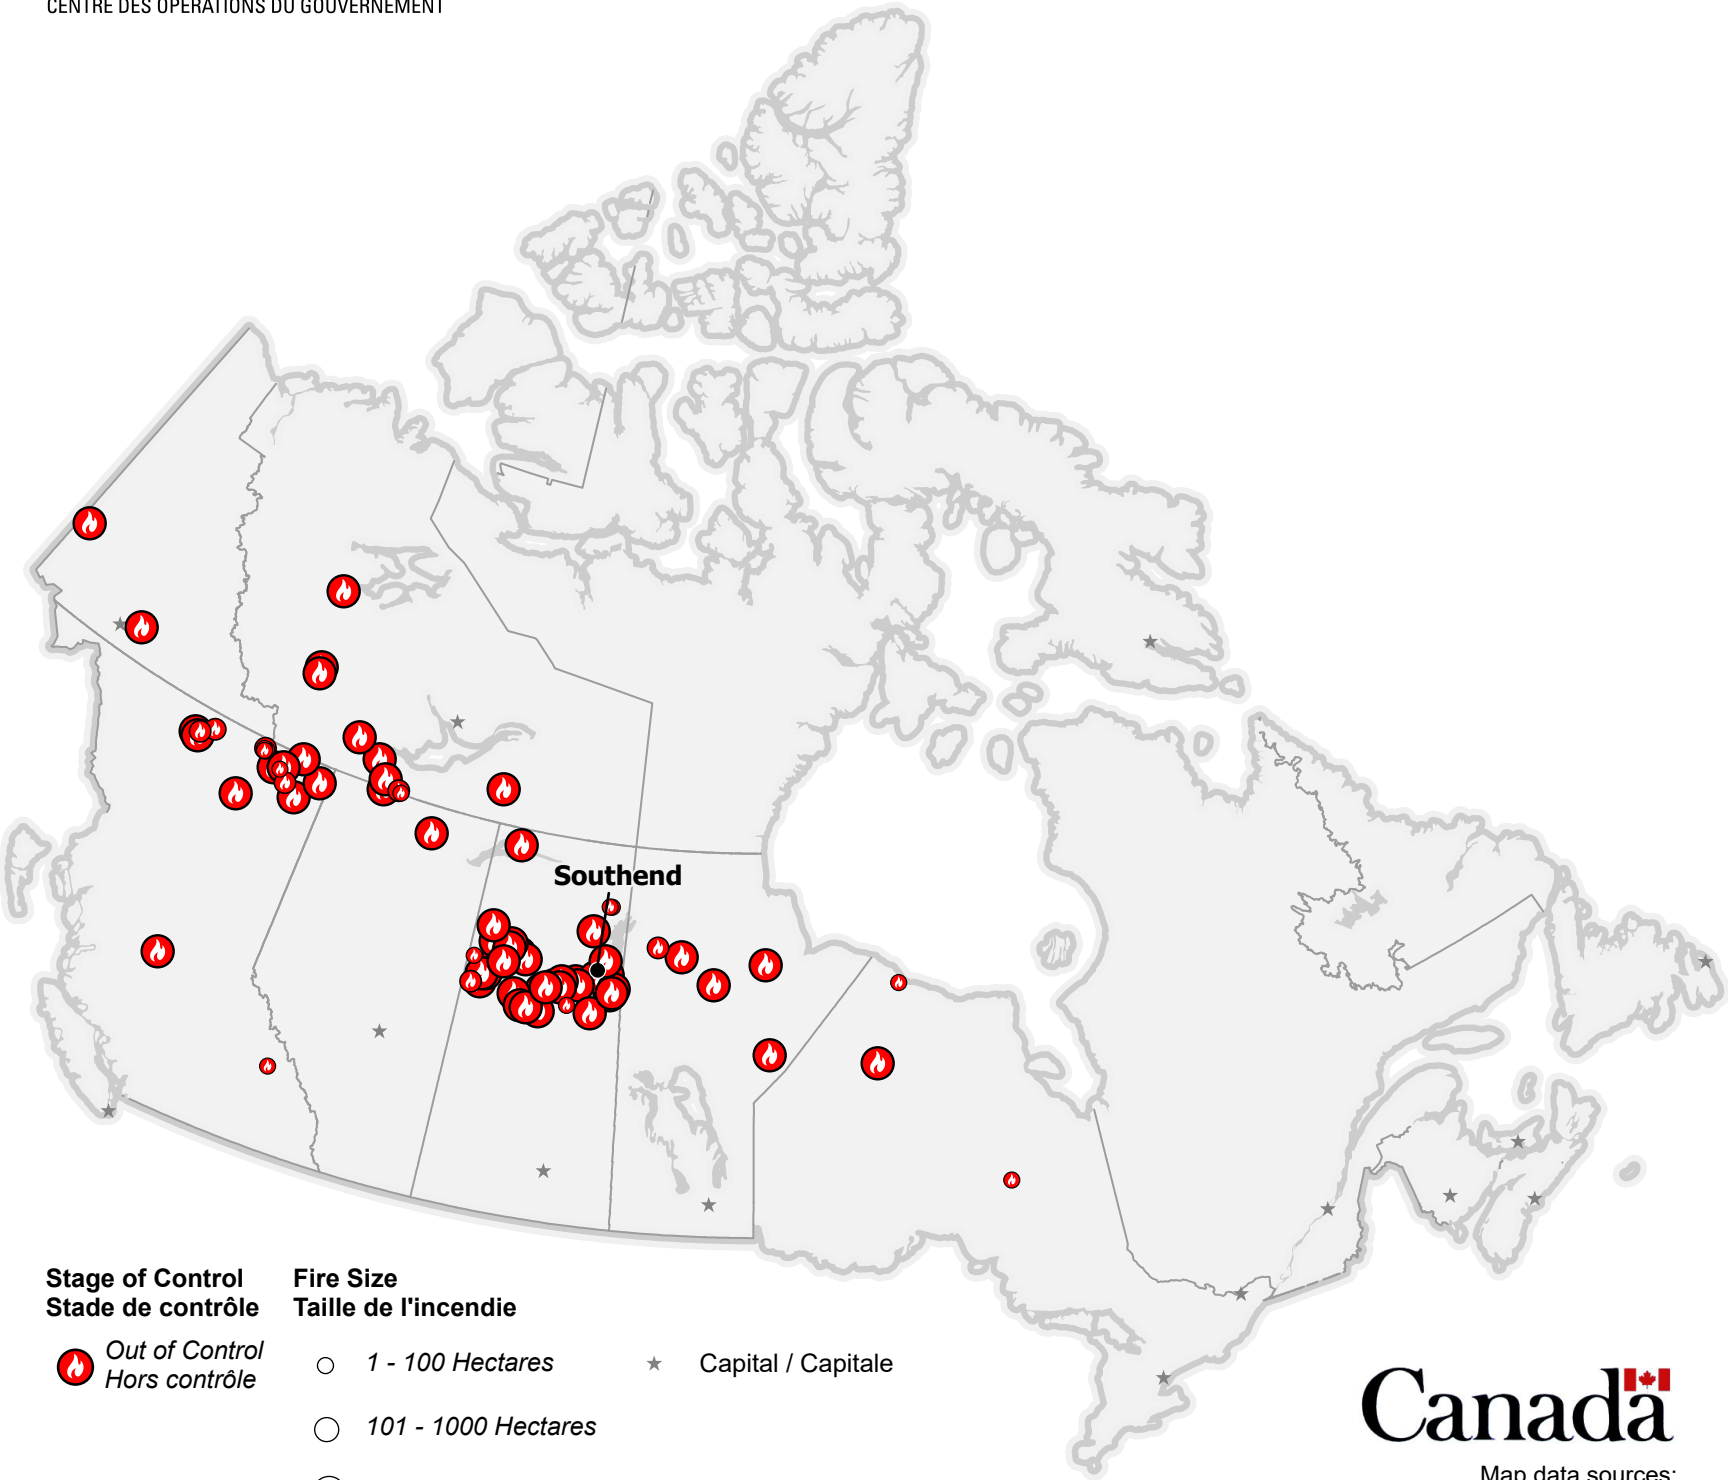 CENTRE DES OPÉRATIONS DU GOUVERNEMENT
Southend
Stage of Control
Stade de contrôle
Out of Control
Hors contrôle
Fire Size
Taille de l'incendie
1 - 100 Hectares
101 - 1000 Hectares
Capital / Capitale
Canada
Map data sources: